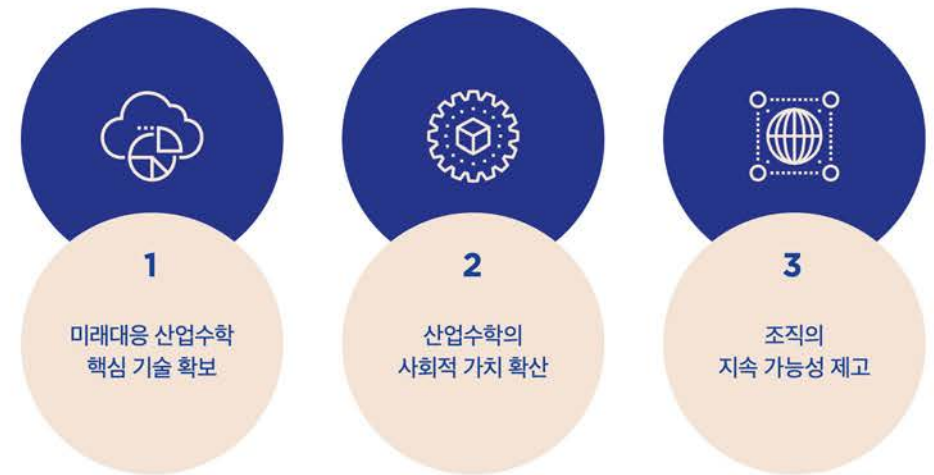 1
미래대응 산업수학
핵심 기술 확보
2
산업수학의
사회적 가치 확산
3
조직의
지속 가능성 제고